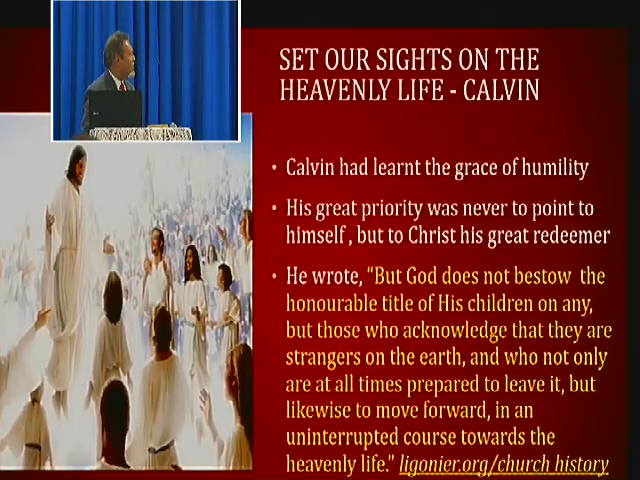 SET OUR SIGHTS ON THE
HEAVENLY LIFE - CALVIN
• Calvin had learnt the grace of humility
• His great priority was never to point to
himself , but to Christ his great redeemer
• He wrote, “But God does not bestow the
honourable title of His children on any,
but those who acknowledge that they are
strangers on the earth, and who not only
are at all times prepared to leave it, but
likewise to move forward, in an
uninterrupted course towards the
heavenly life.” ligonier.org/church history